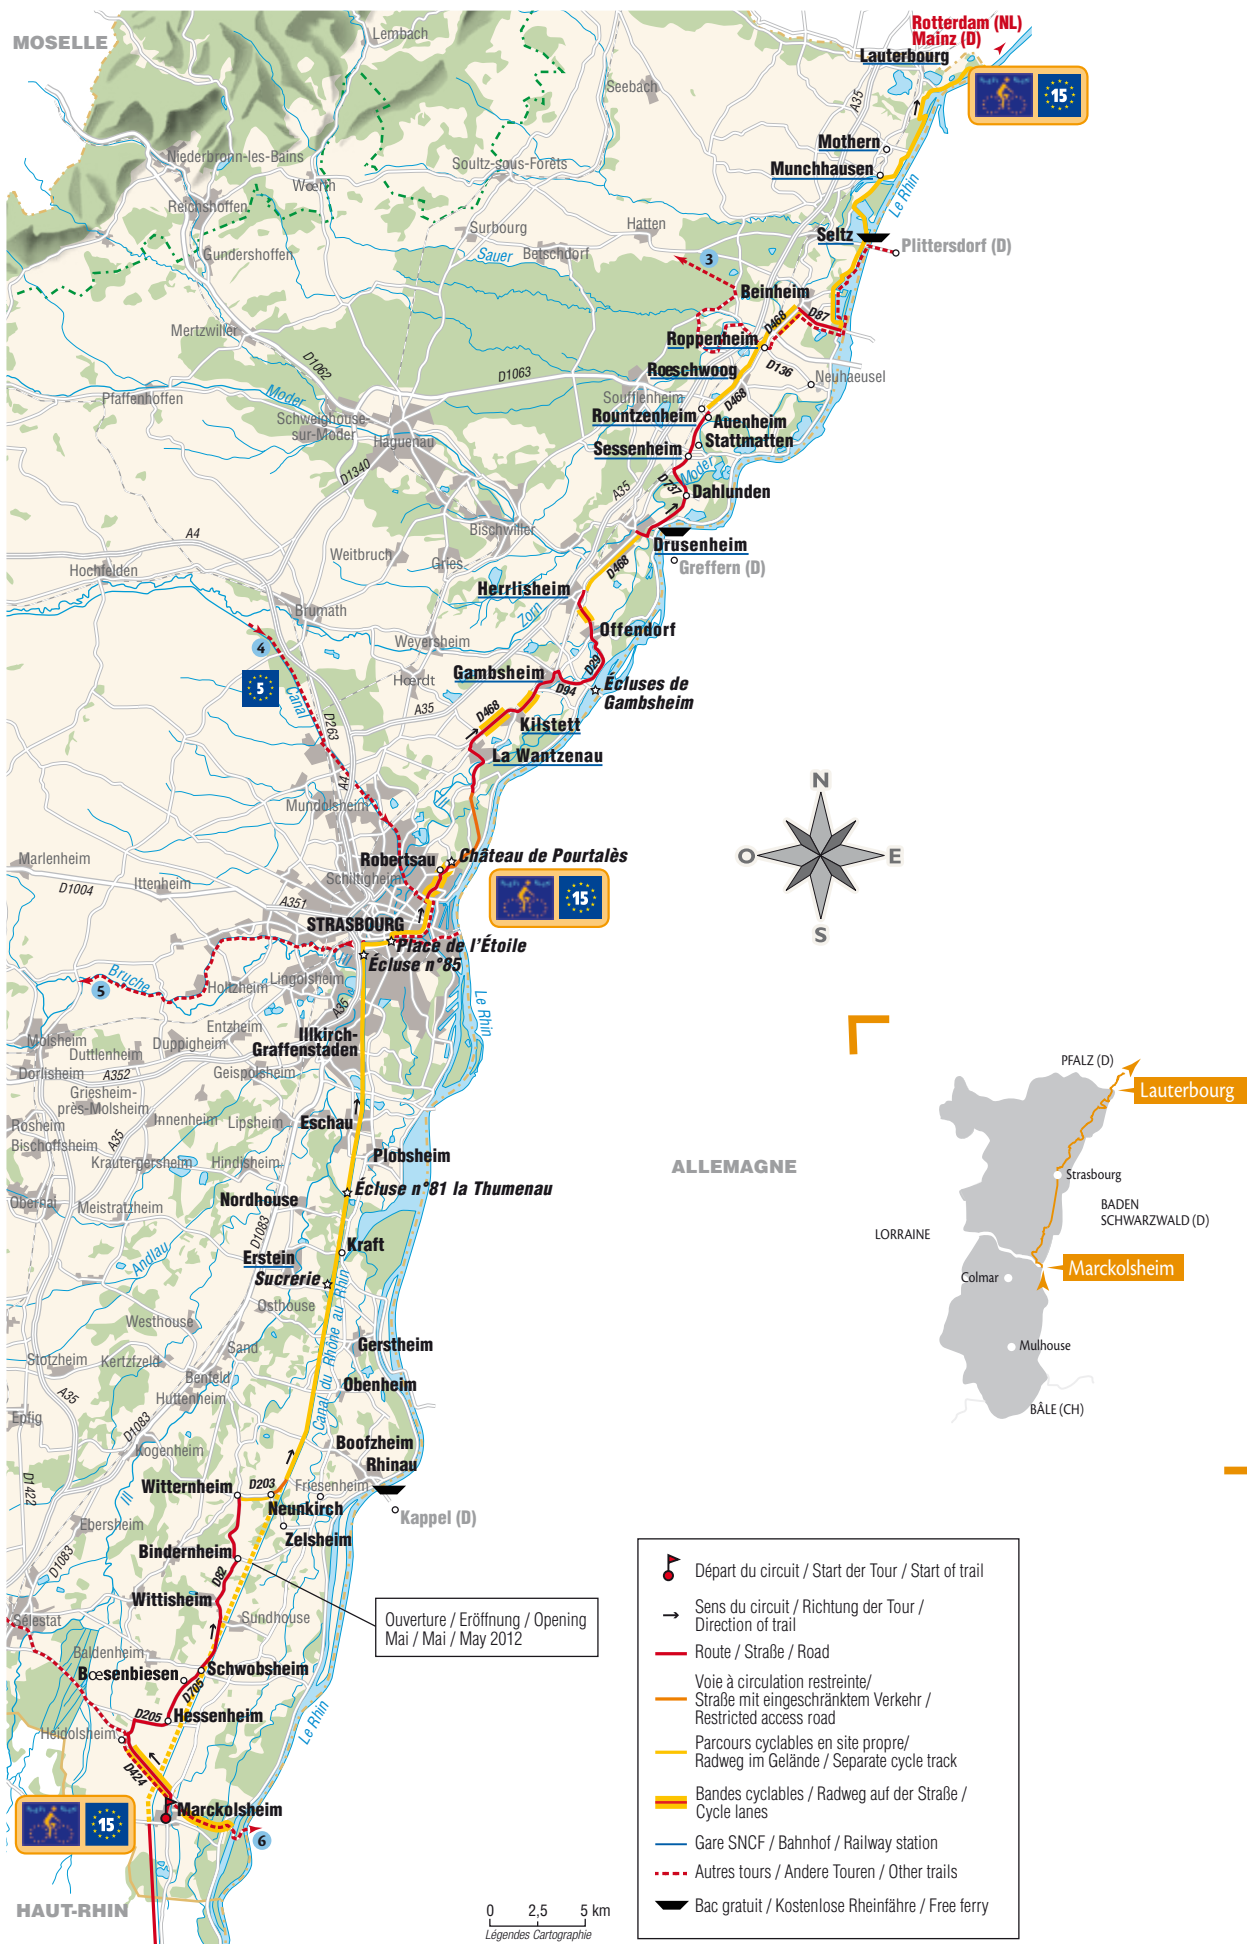 MOSELLE
Lembach
Rotterdam (NL)
Mainz (D)
Lauterbourg
15
Seebach
A35
Niederbronn-les-Bains
Wœrth
Soultz-sous-Forêts
Mothern
Munchhausen
Le Rhin
Reichshoffen
Surbourg
Hatten
Seltz
Plittersdorf (D)
Gundershoffen
Sauer
Betschdorf
3
Beinheim
Mertzwiller
D468
D87
Roppenheim
D1062
D1063
Rœschwoog
D136
Neuhaeusel
Pfaffenhoffen
Moder
Soufflenheim
D468
Schweighouse-
sur-Moder
Haguenau
Rountzenheim
Auenheim
Stattmatten
Sessenheim
Moder
D1340
A35
D737
Dahlunden
A4
Bischwiller
Drusenheim
Weitbruch
Gries
D468
Greffern (D)
Hochfelden
Herrlisheim
Brumath
Zorn
Offendorf
4
Weyersheim
5
Canal
Hœrdt
Gambsheim
D29
D94
Écluses de
Gambsheim
A35
D468
D263
Kilstett
La Wantzenau
A4
Mundolsheim
N
O
E
S
Marlenheim
Robertsau
Château de Pourtalès
Schiltigheim
D1004
Ittenheim
A351
15
STRASBOURG
Place de l'Étoile
Ill
Écluse n°85
Bruche
5
Holtzheim
Lingolsheim
Le Rhin
A35
Entzheim
Illkirch-
Graffenstaden
Molsheim
Duttlenheim
Duppigheim
Dorlisheim
A352
Geispolsheim
PFALZ (D)
Lauterbourg
Griesheim-
près-Molsheim
Innenheim
Lipsheim
Eschau
Rosheim
Bischoffsheim
A35
Krautergersheim
Hindisheim
Plobsheim
ALLEMAGNE
Strasbourg
Écluse n°81 la Thumenau
Obernai
Meistratzheim
Nordhouse
BADEN
SCHWARZWALD (D)
LORRAINE
D1083
Andlau
Kraft
Erstein
Marckolsheim
Sucrerie
Colmar
Osthouse
Westhouse
Canal du Rhône au Rhin
Sand
Gerstheim
Mulhouse
Stotzheim
Kertzfeld
Benfeld
Obenheim
A35
Huttenheim
BÂLE (CH)
Epfig
D1083
Kogenheim
Boofzheim
Rhinau
D1422
Witternheim
D203
Friesenheim
Ill
Neunkirch
Kappel (D)
Ebersheim
Zelsheim
D1083
Bindernheim
D82
Wittisheim
Sélestat
Sundhouse
Ouverture / Eröffnung / Opening
Mai / Mai / May 2012
Baldenheim
Bœsenbiesen
Schwobsheim
D705
D205
Hessenheim
Le Rhin
Heidolsheim
D424
Marckolsheim
15
6
HAUT-RHIN
0 2,5 5 km
Légendes Cartographie
Départ du circuit / Start der Tour / Start of trail
Sens du circuit / Richtung der Tour /
Direction of trail
Route / Straße / Road
Voie à circulation restreinte/
Straße mit eingeschränktem Verkehr /
Restricted access road
Parcours cyclables en site propre/
Radweg im Gelände / Separate cycle track
Bandes cyclables / Radweg auf der Straße /
Cycle lanes
Gare SNCF / Bahnhof / Railway station
Autres tours / Andere Touren / Other trails
Bac gratuit / Kostenlose Rheinfähre / Free ferry